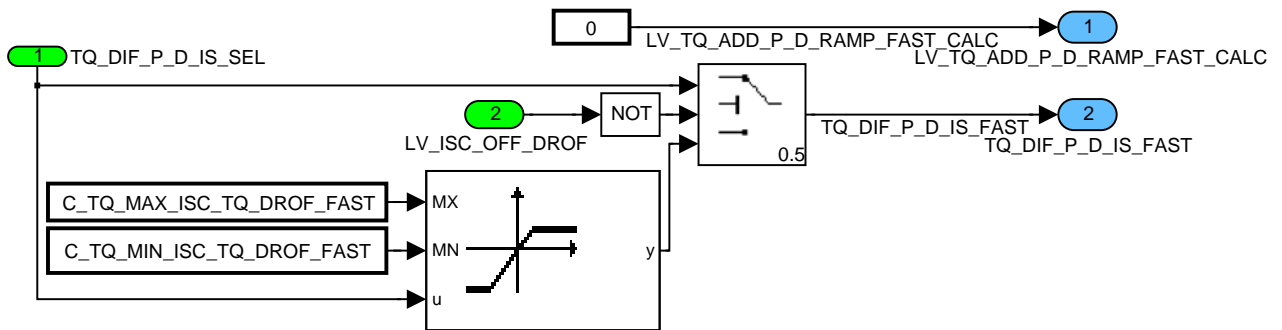 0
1
LV_TQ_ADD_P_D_RAMP_FAST_CALC
LV_TQ_ADD_P_D_RAMP_FAST_CALC
1
TQ_DIF_P_D_IS_SEL
2
NOT
LV_ISC_OFF_DROF
0.5
TQ_DIF_P_D_IS_FAST
2
TQ_DIF_P_D_IS_FAST
C_TQ_MAX_ISC_TQ_DROF_FAST
MX
C_TQ_MIN_ISC_TQ_DROF_FAST
MN
y
u